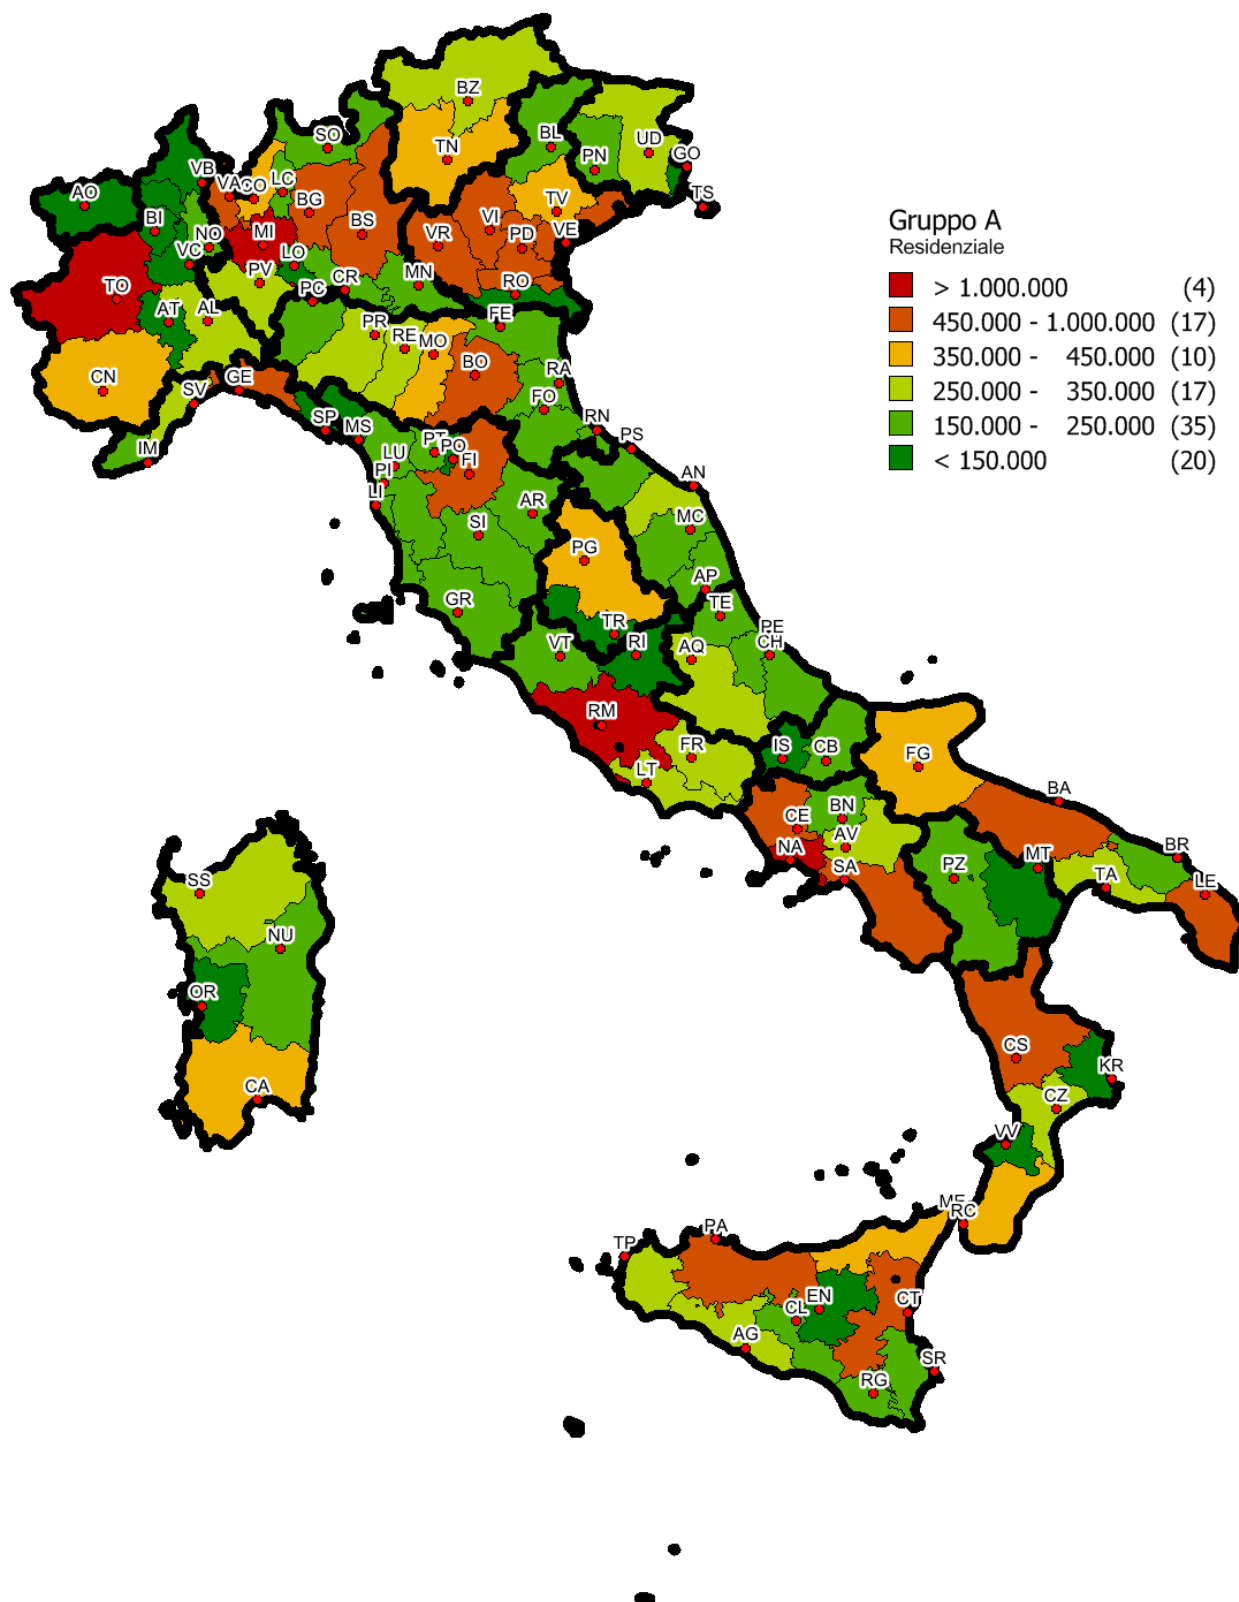 BZ
SO
TN
BL
UD
PN
GO
VB
AO
VA
CO
LC
BG
TS
BI
NO
MI
BS
TV
VR
VI
PD
VE
VC
LO
PV
PC
CR
MN
RO
TO
AT
AL
FE
PR
RE
MO
BO
CN
SV
GE
RA
FO
RN
PS
SP
MS
IM
LU
PT
PO
FI
PI
LI
AN
AR
SI
MC
PG
AP
GR
TE
TR
RI
PE
CH
VT
AQ
RM
FR
IS
CB
LT
FG
BA
CE
BN
AV
NA
SA
PZ
MT
BR
TA
LE
SS
NU
OR
CA
CS
KR
CZ
VV
RC
TP
PA
EN
CL
CT
AG
SR
RG
Gruppo A
Residenziale
> 1.000.000 (4)
450.000 - 1.000.000 (17)
350.000 - 450.000 (10)
250.000 - 350.000 (17)
150.000 - 250.000 (35)
< 150.000 (20)